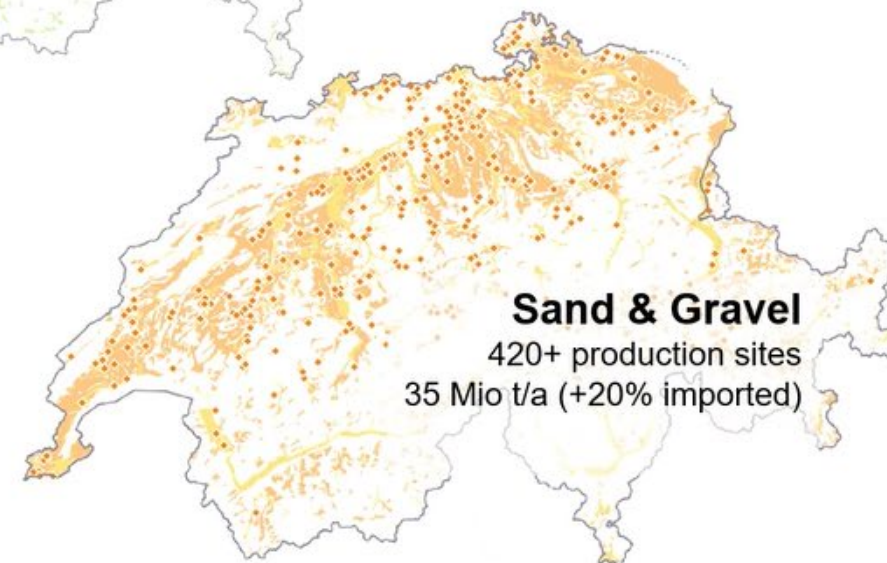 Sand & Gravel
420+ production sites
35 Mio t/a (+20% imported)